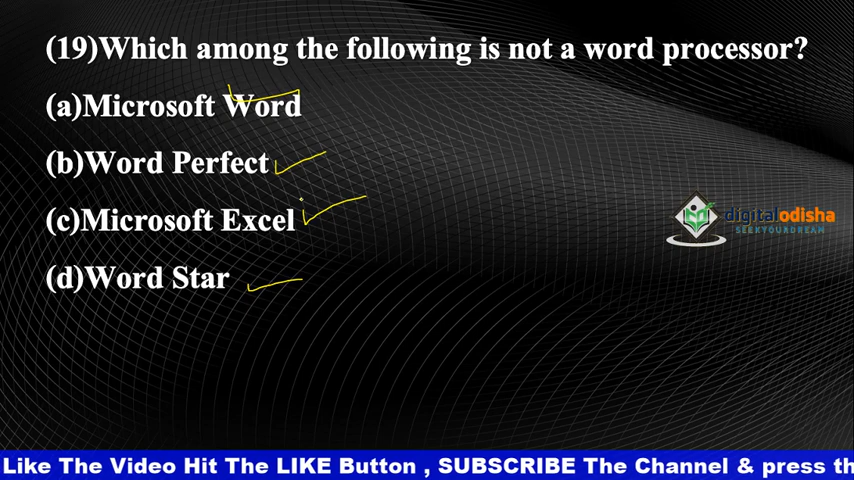 (19)Which among the following is not a word processor?
(a)Microsoft Word
(b)Word Perfect
(c)Microsoft Excel
digitalodisha
SEEKYOURDREAM
(d)Word Star
Like The Video Hit The LIKE Button , SUBSCRIBE The Channel & press th